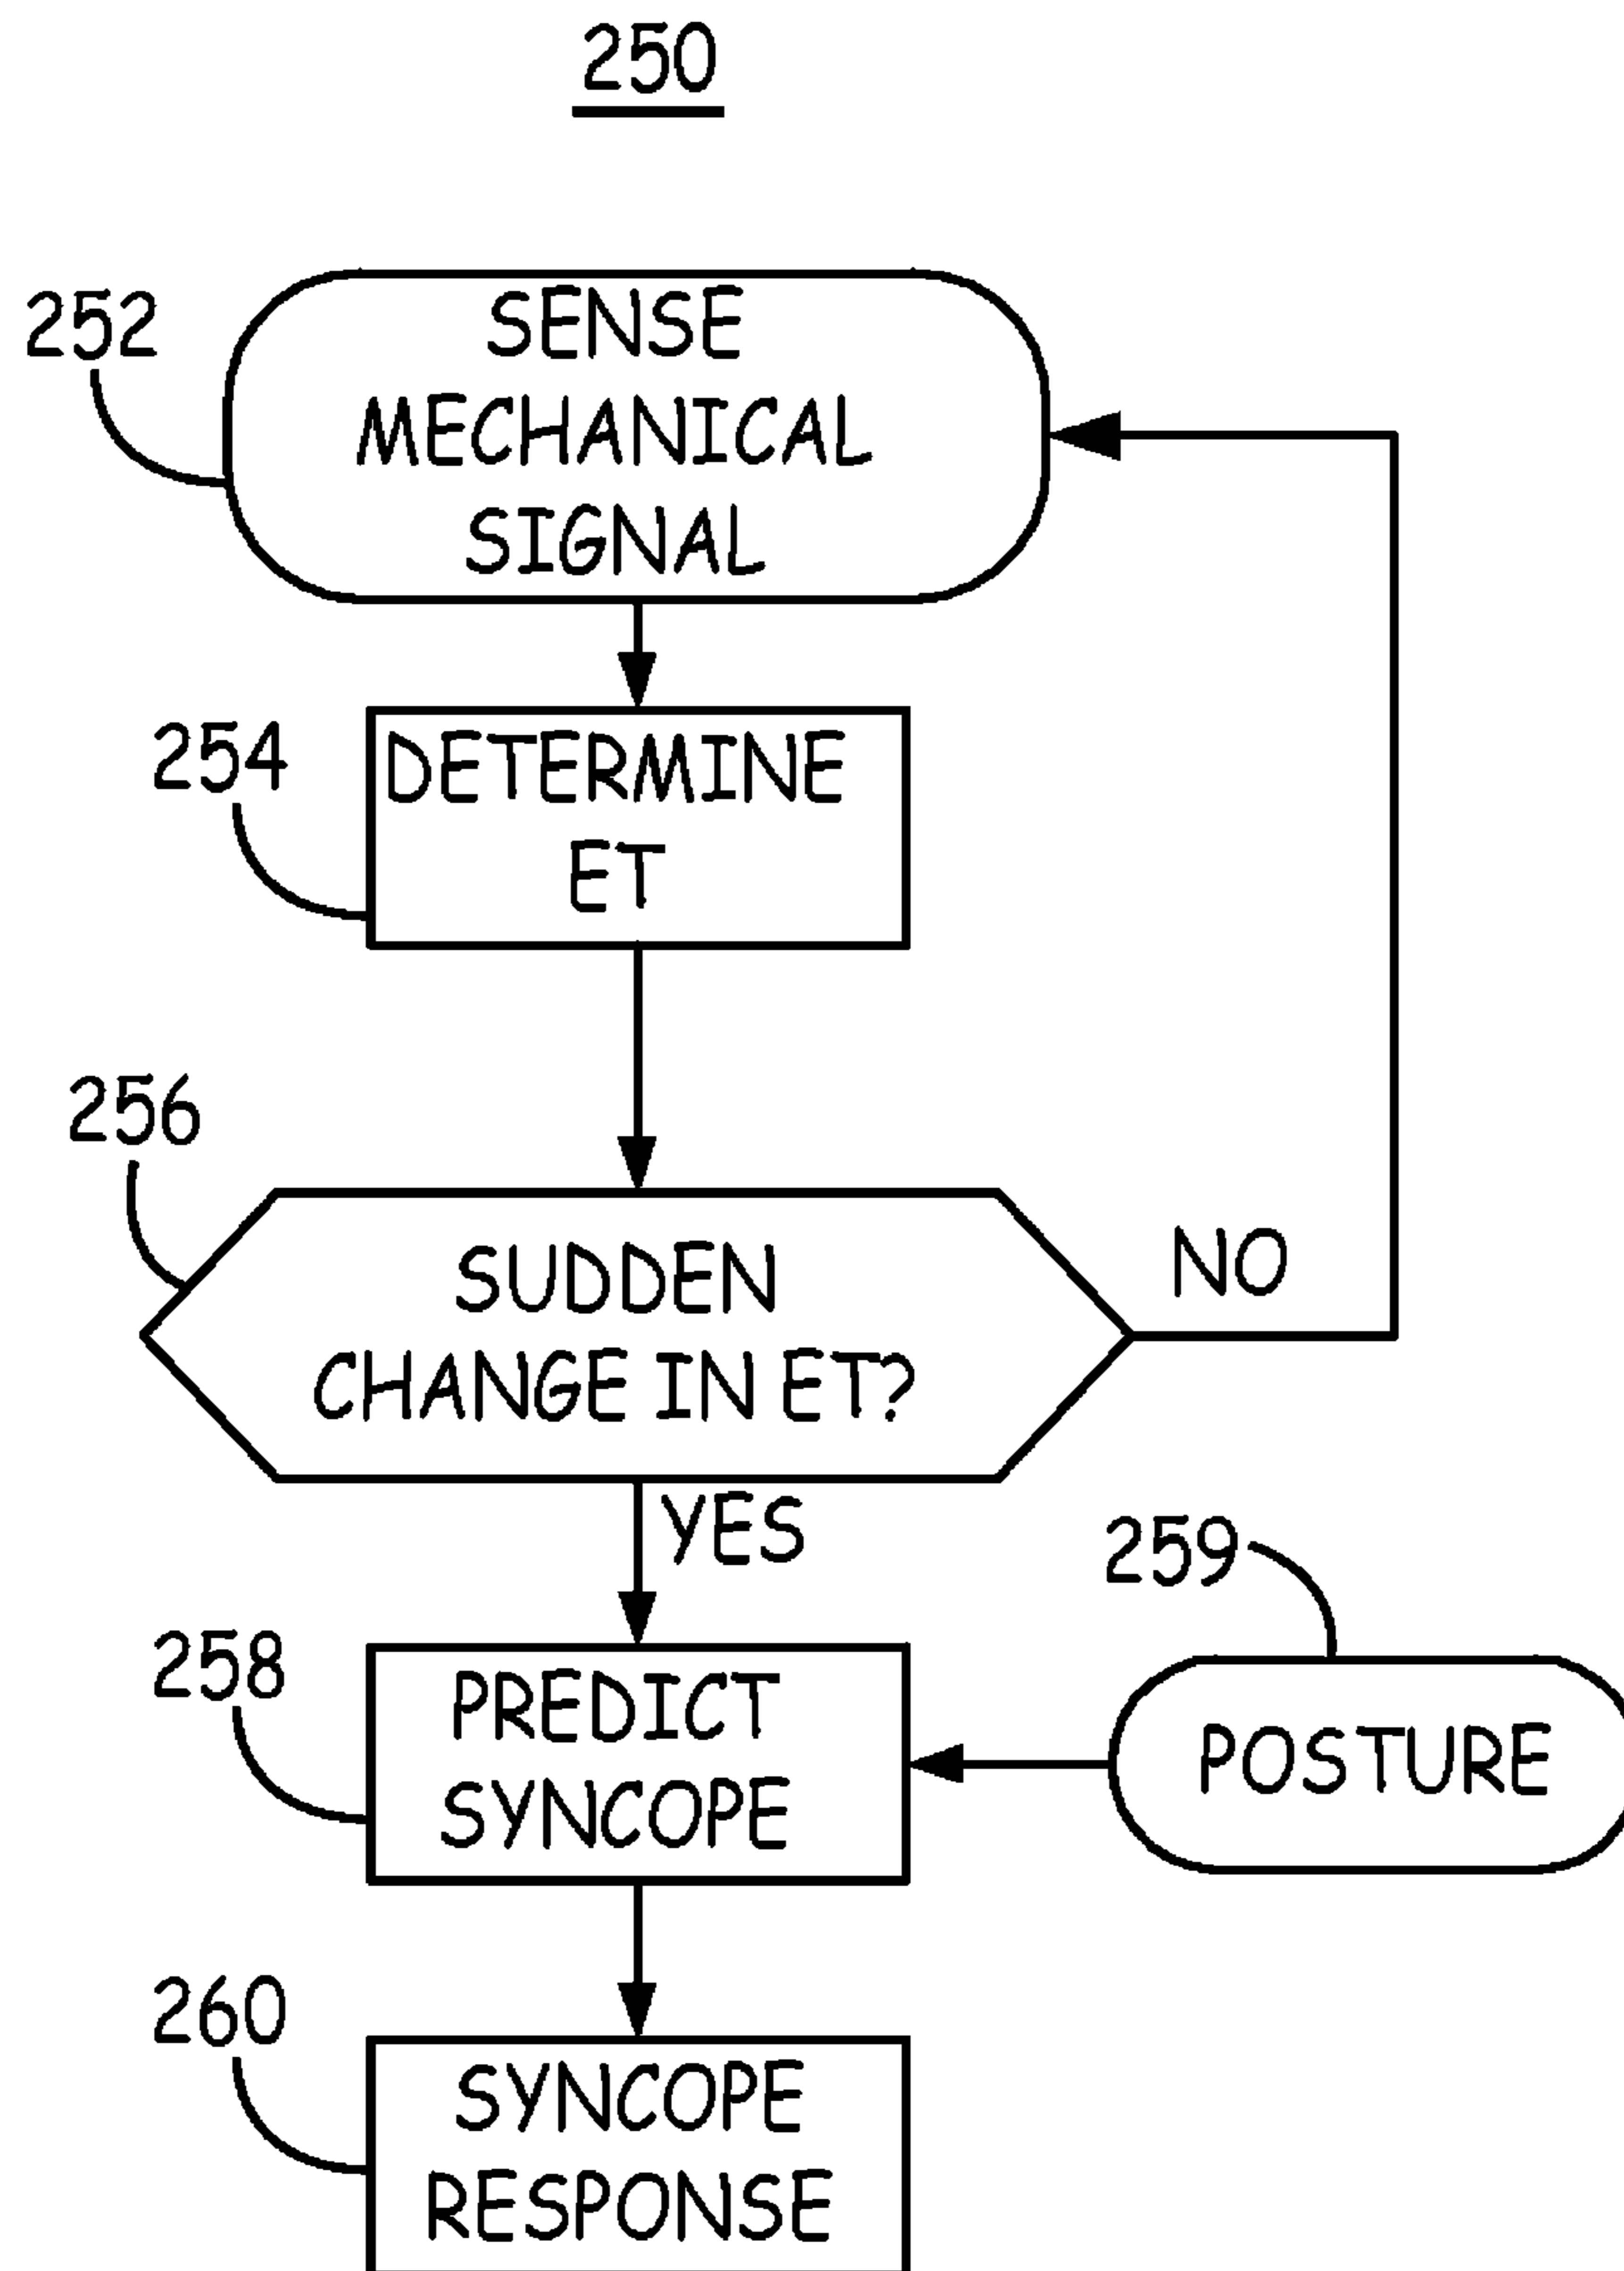 250
252
SENSE
MECHANICAL
SIGNAL
254
DETERMINE
ET
256
SUDDEN
CHANGE IN ET?
NO
YES
259
258
PREDICT
SYNCOPE
POSTURE
260
SYNCOPE
RESPONSE